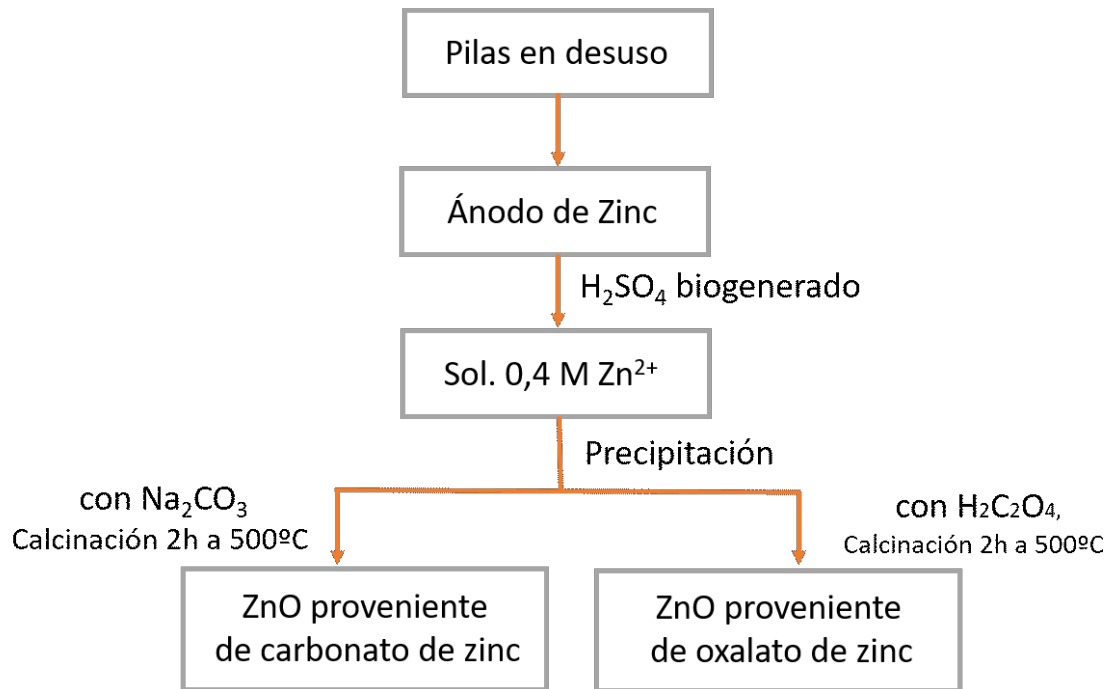 Pilas en desuso
Ánodo de Zinc
H₂SO₄ biogenerado
Sol. 0,4 M Zn²⁺
Precipitación
con Na₂CO₃
Calcinación 2h a 500ºC
con H₂C₂O₄,
Calcinación 2h a 500ºC
ZnO proveniente
de carbonato de zinc
ZnO proveniente
de oxalato de zinc